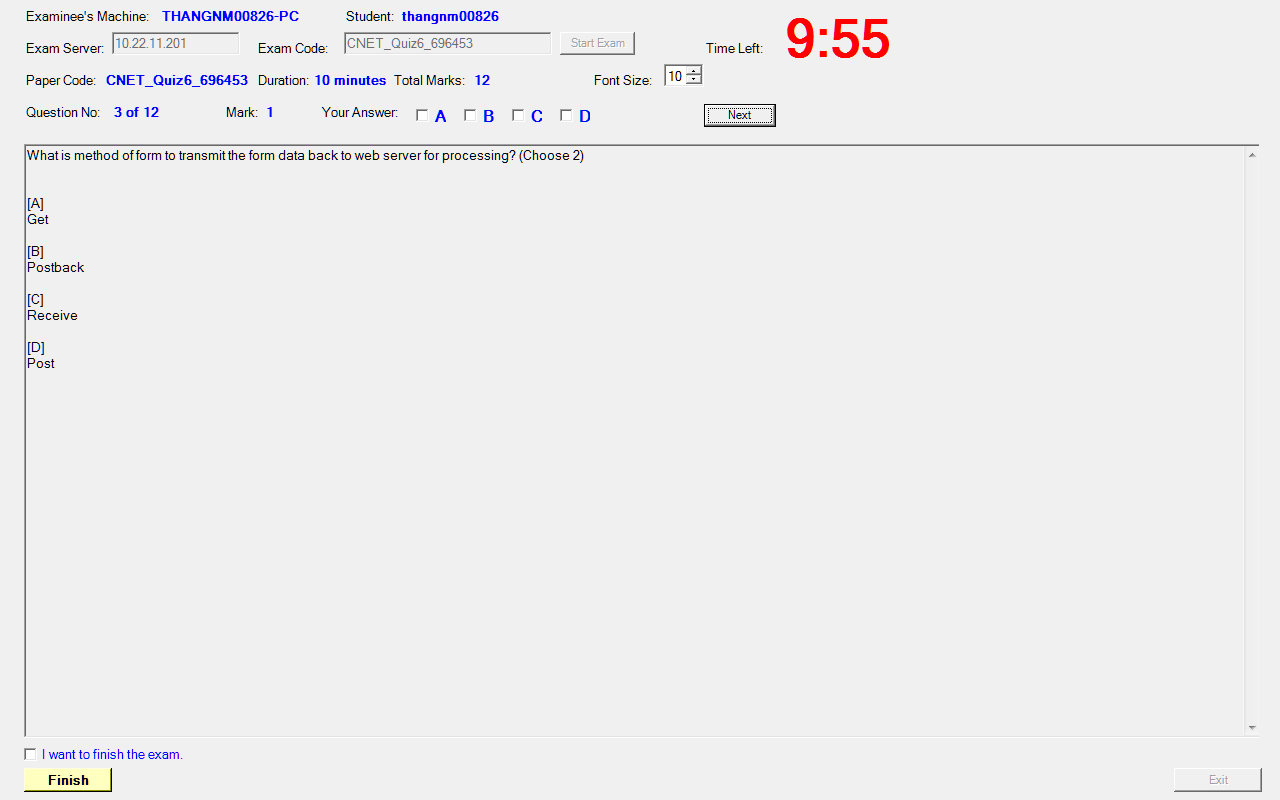 Examinee's Machine: THANGNM00826-PC Student: thangnm00826
Exam Server: 10.22.11.201 Exam Code: CNET_Quiz6_696453 Start Exam Time Left: 9:55
Paper Code: CNET_Quiz6_696453 Duration: 10 minutes Total Marks: 12 Font Size: 10
Question No: 3 of 12 Mark: 1 Your Answer: A B C D Next
What is method of form to transmit the form data back to web server for processing? (Choose 2)
[A]
Get
[B]
Postback
[C]
Receive
[D]
Post
I want to finish the exam.
Finish Exit